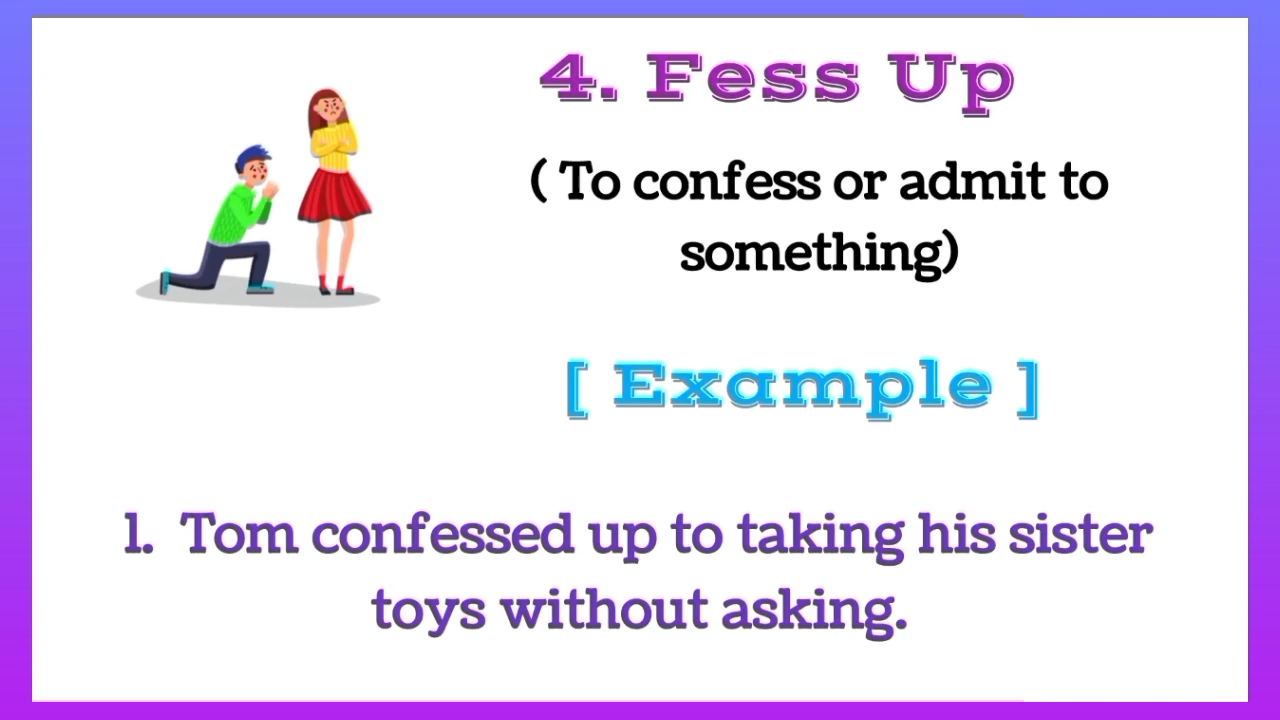 4. Fess Up
( To confess or admit to
something)
[ Example ]
1. Tom confessed up to taking his sister
toys without asking.